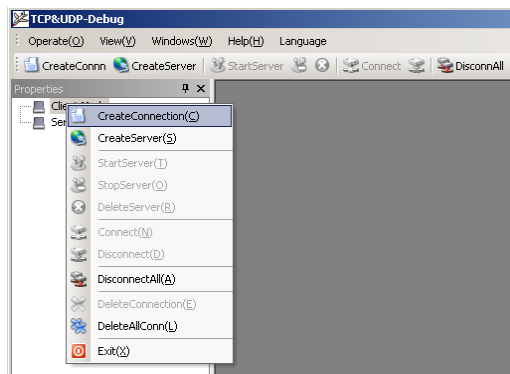 TCP&UDP-Debug
Operate(O) View(V) Windows(W) Help(H) Language
CreateConnn CreateServer StartServer Connect DisconnAll
Properties
CreateConnection(C)
CreateServer(S)
StartServer(T)
StopServer(O)
DeleteServer(R)
Connect(N)
Disconnect(D)
DisconnectAll(A)
DeleteConnection(E)
DeleteAllConn(L)
Exit(X)